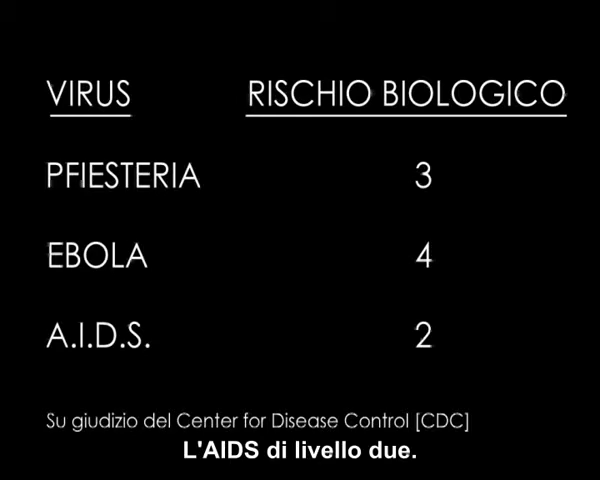 VIRUS RISCHIO BIOLOGICO
PFIESTERIA 3
EBOLA 4
A.I.D.S. 2
Su giudizio del Center for Disease Control [CDC]
L'AIDS di livello due.